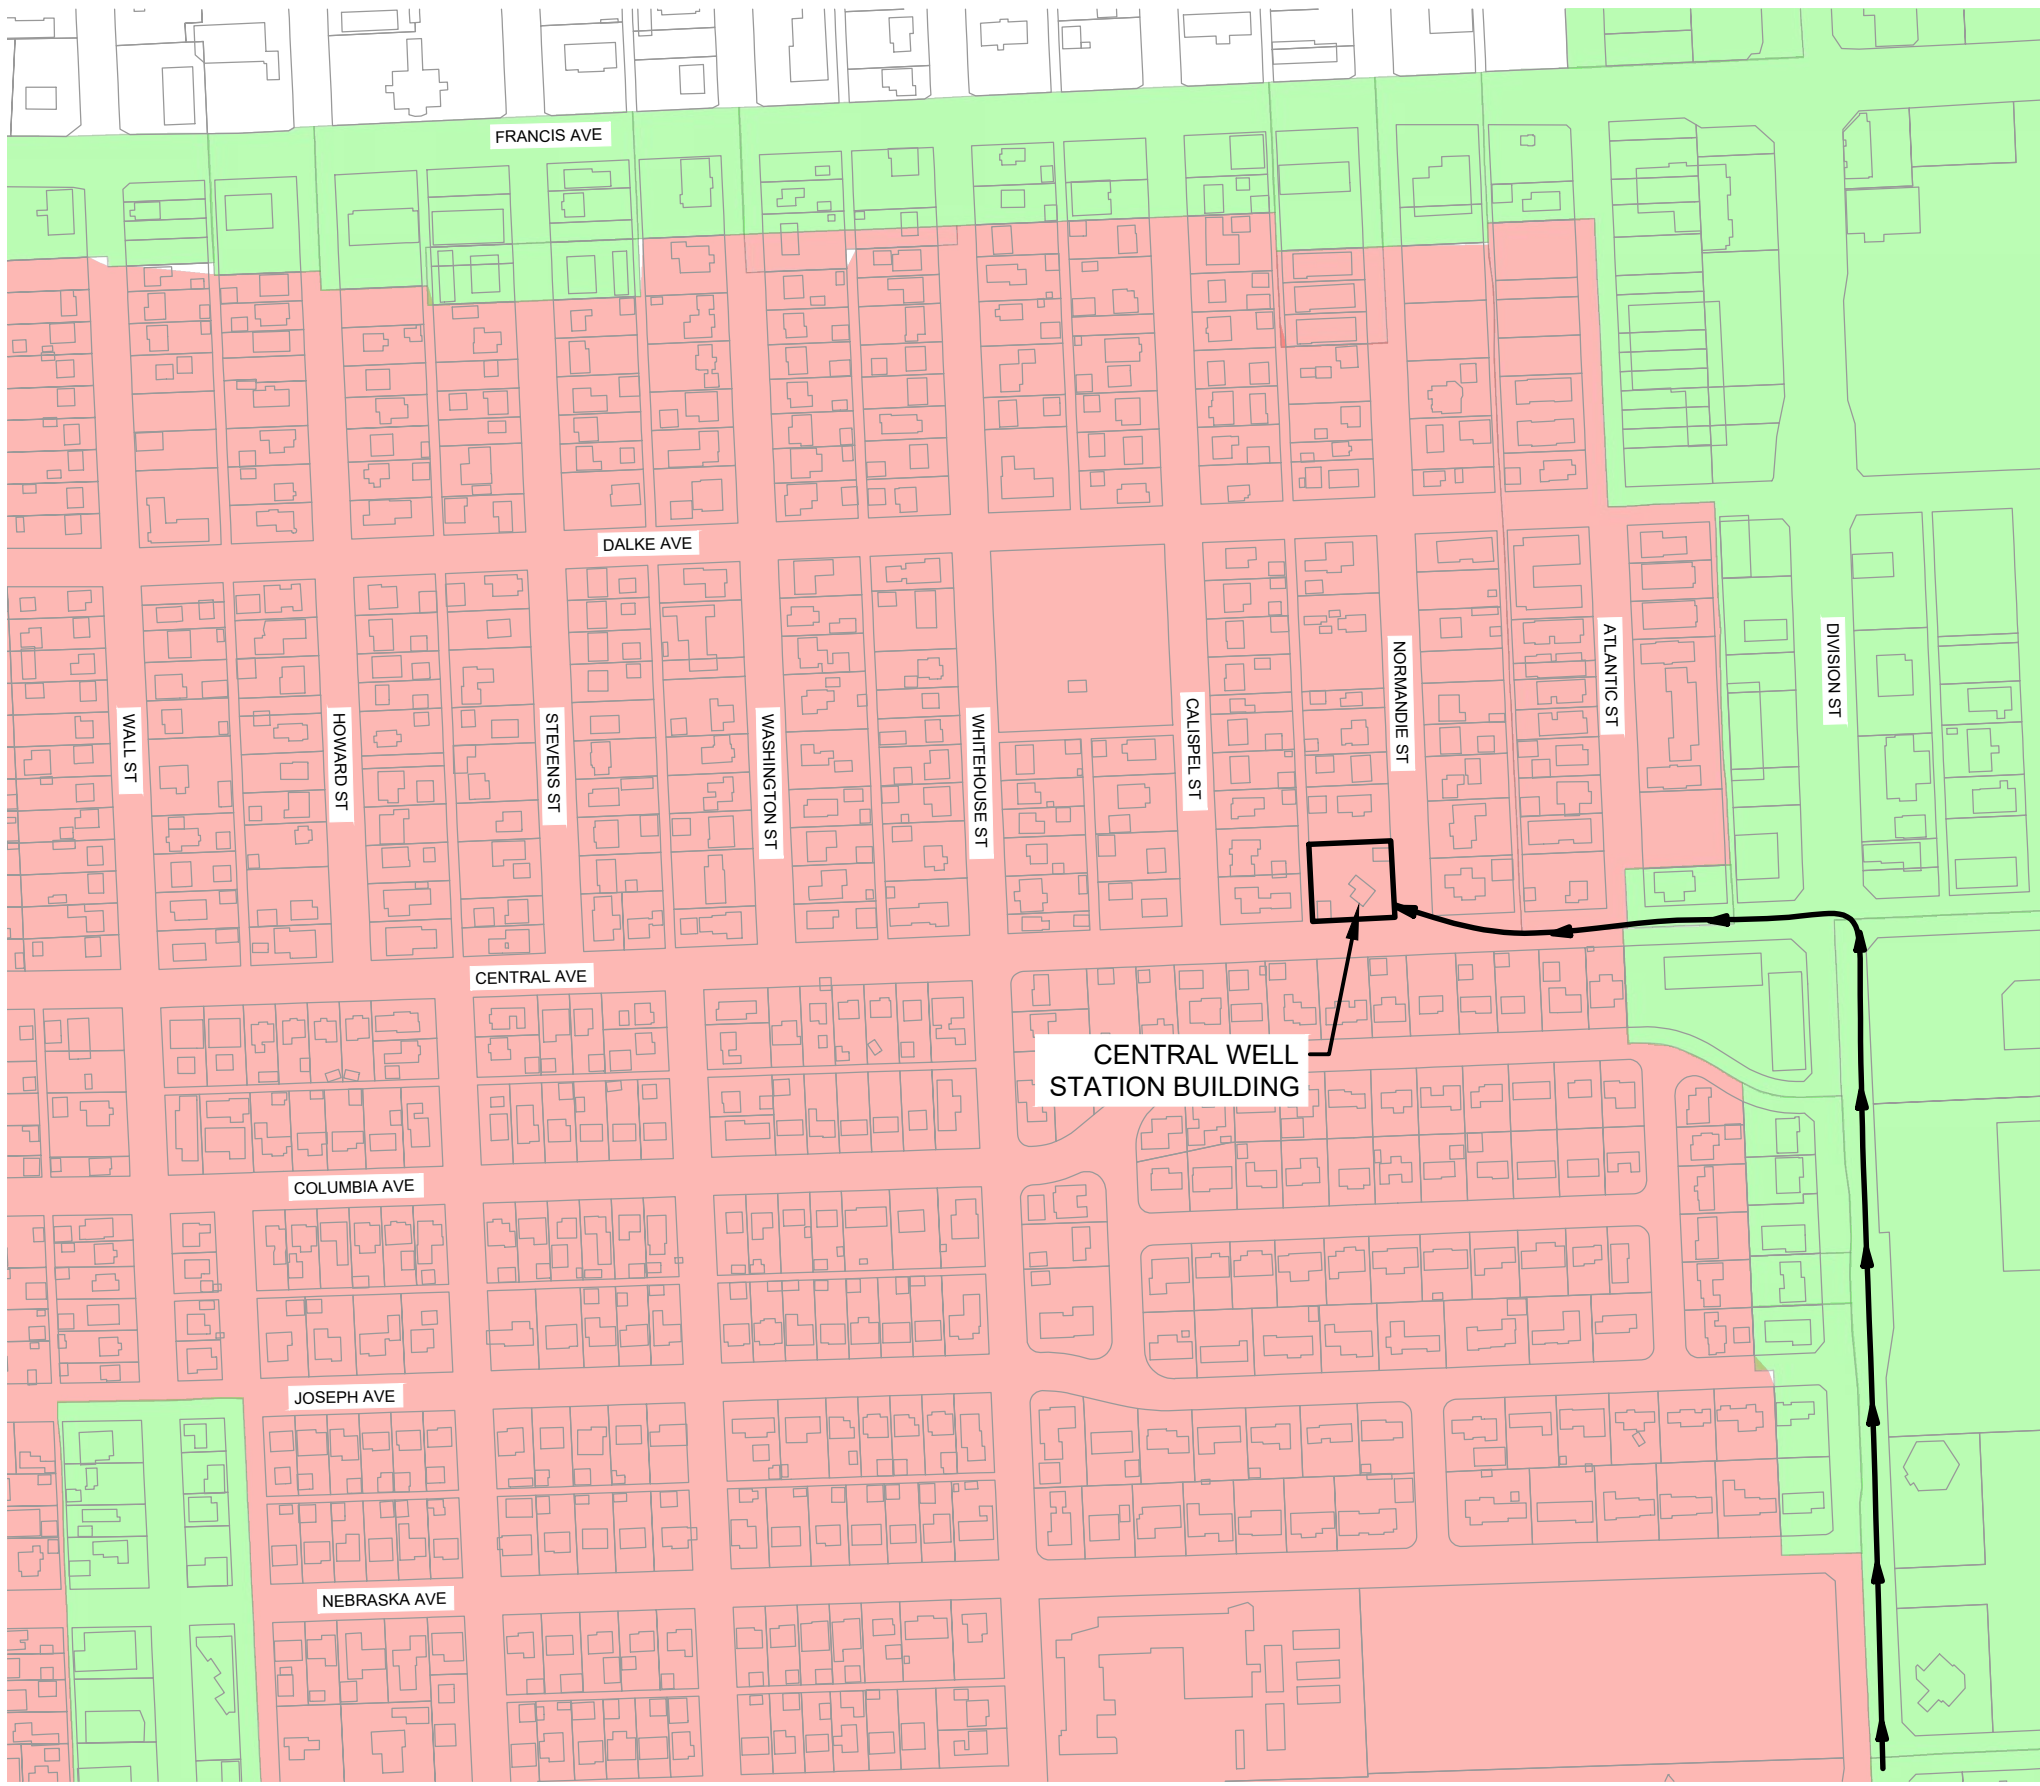 FRANCIS AVE
DALKE AVE
WALL ST
HOWARD ST
STEVENS ST
WASHINGTON ST
WHITEHOUSE ST
CALISPEL ST
NORMANDIE ST
ATLANTIC ST
DIVISION ST
CENTRAL AVE
CENTRAL WELL
STATION BUILDING
COLUMBIA AVE
JOSEPH AVE
NEBRASKA AVE